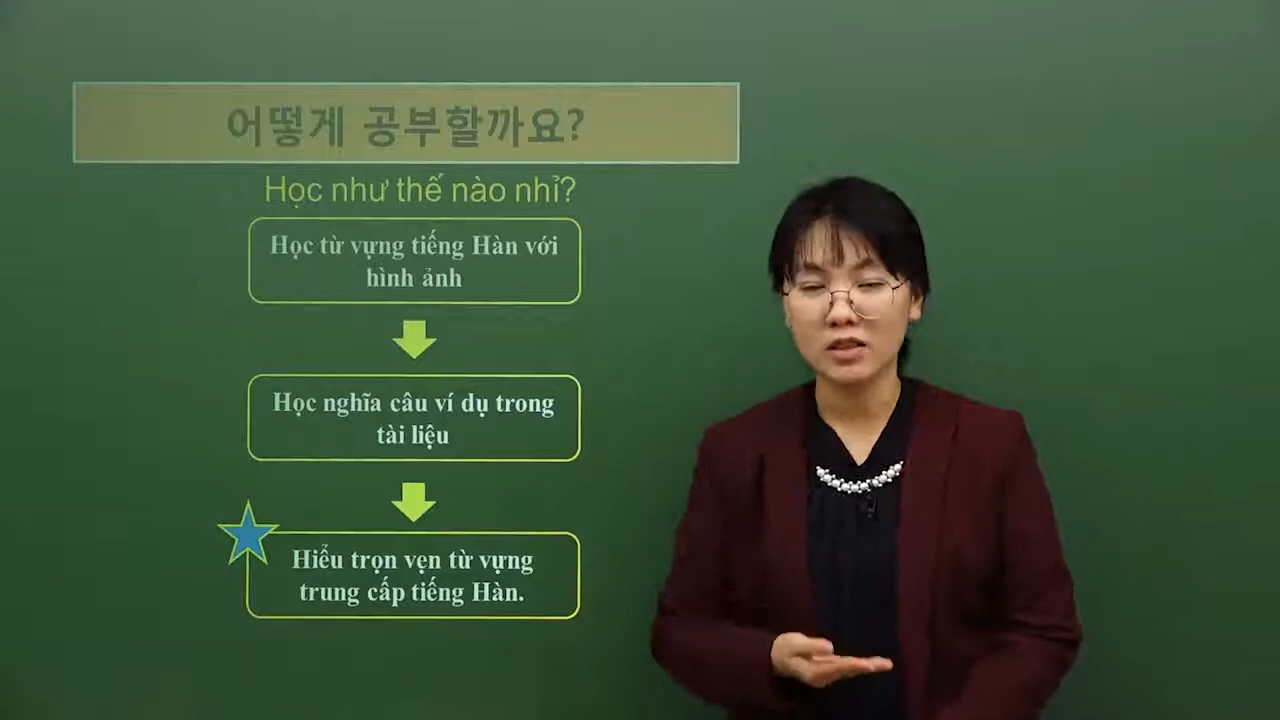 어떻게 공부할까요?
Học như thế nào nhỉ?
Học từ vựng tiếng Hàn với
hình ảnh
Học nghĩa câu ví dụ trong
tài liệu
Hiểu trọn vẹn từ vựng
trung cấp tiếng Hàn.